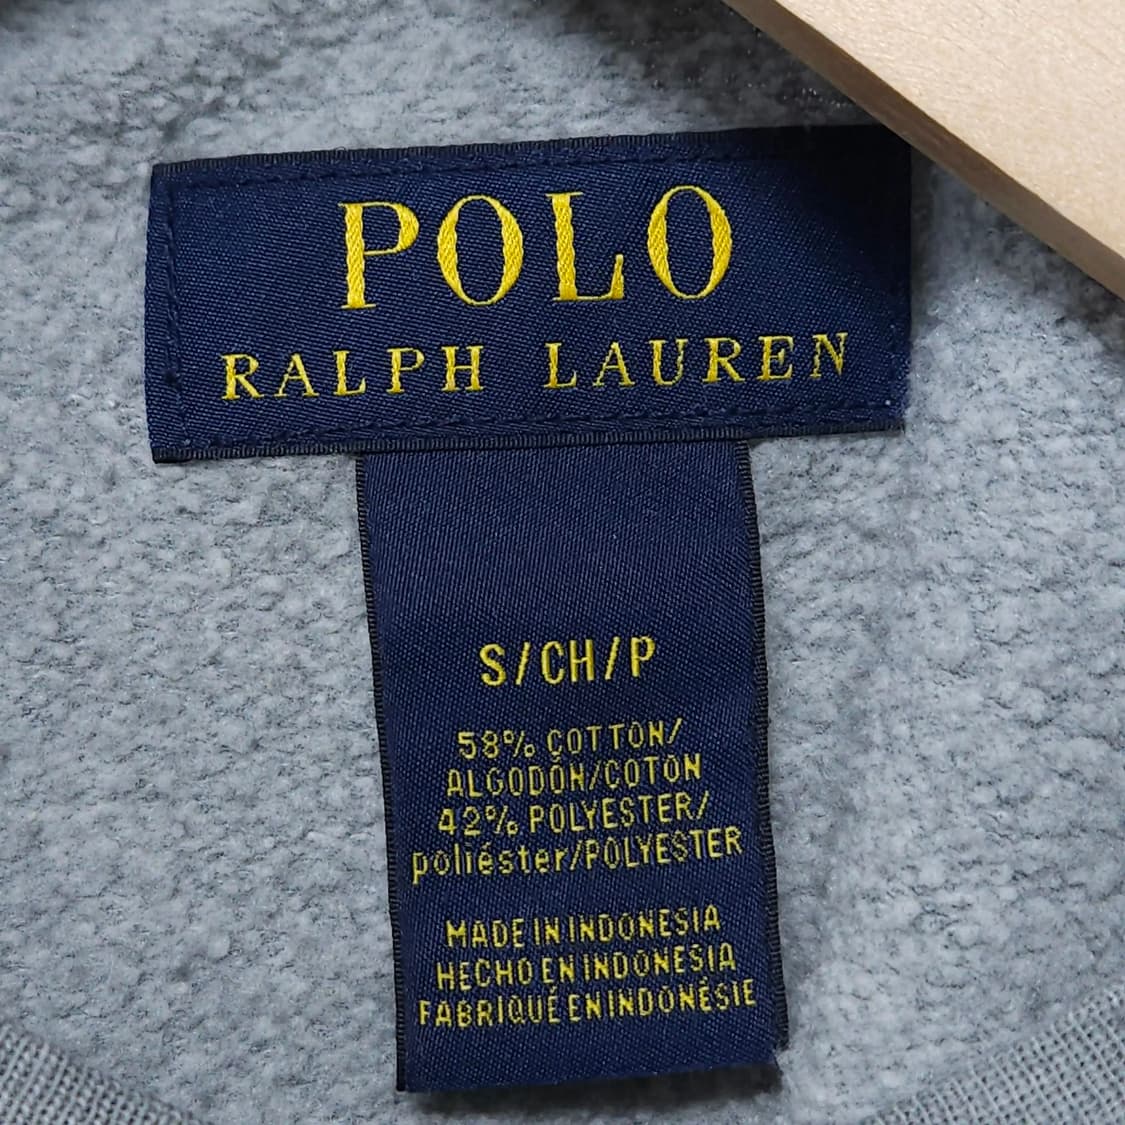 POLO
RALPH LAUREN
S/CH/P
58% COTTON/
ALGODÓN/COTON
42% POLYESTER/
poliéster/POLYESTER
MADE IN INDONESIA
HECHO EN INDONESIA
FABRIQUÉ EN INDONÉSIE